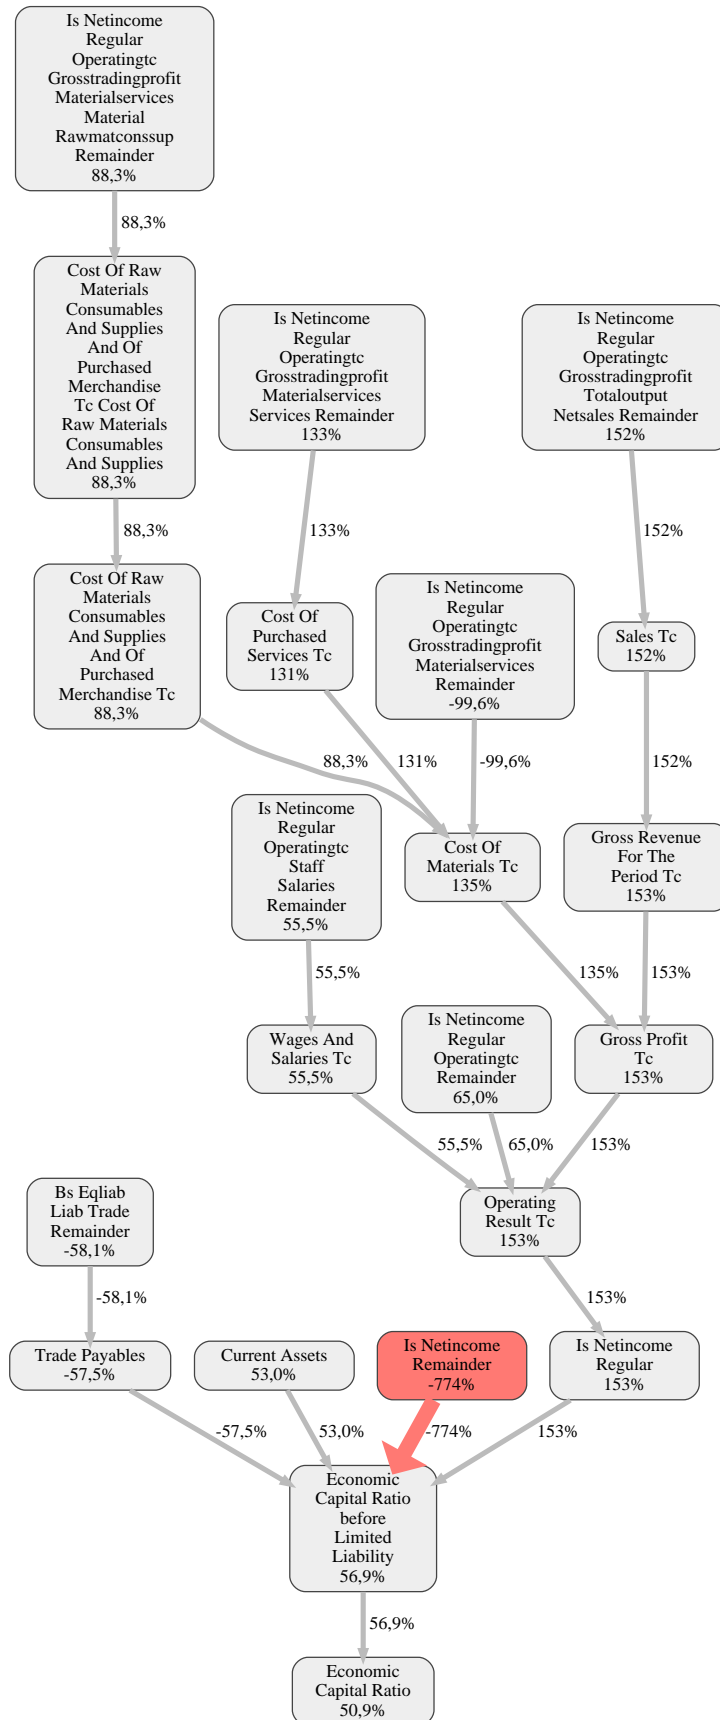 Is Netincome
Regular
Operatingtc
Grosstradingprofit
Materialservices
Material
Rawmatconssup
Remainder
88,3%
88,3%
Cost Of Raw
Materials
Consumables
And Supplies
And Of
Purchased
Merchandise
Tc Cost Of
Raw Materials
Consumables
And Supplies
88,3%
Is Netincome
Regular
Operatingtc
Grosstradingprofit
Materialservices
Services Remainder
133%
Is Netincome
Regular
Operatingtc
Grosstradingprofit
Totaloutput
Netsales Remainder
152%
88,3%
133%
152%
Cost Of Raw
Materials
Consumables
And Supplies
And Of
Purchased
Merchandise Tc
88,3%
Cost Of
Purchased
Services Tc
131%
Is Netincome
Regular
Operatingtc
Grosstradingprofit
Materialservices
Remainder
-99,6%
Sales Tc
152%
88,3%
131%
-99,6%
152%
Is Netincome
Regular
Operatingtc
Staff
Salaries
Remainder
55,5%
Cost Of
Materials Tc
135%
Gross Revenue
For The
Period Tc
153%
55,5%
135%
153%
Wages And
Salaries Tc
55,5%
Is Netincome
Regular
Operatingtc
Remainder
65,0%
Gross Profit
Tc
153%
55,5%
65,0%
153%
Bs Eqliab
Liab Trade
Remainder
-58,1%
Operating
Result Tc
153%
-58,1%
153%
Trade Payables
-57,5%
Current Assets
53,0%
Is Netincome
Remainder
-774%
Is Netincome
Regular
153%
-57,5%
53,0%
-774%
153%
Economic
Capital Ratio
before
Limited
Liability
56,9%
56,9%
Economic
Capital Ratio
50,9%